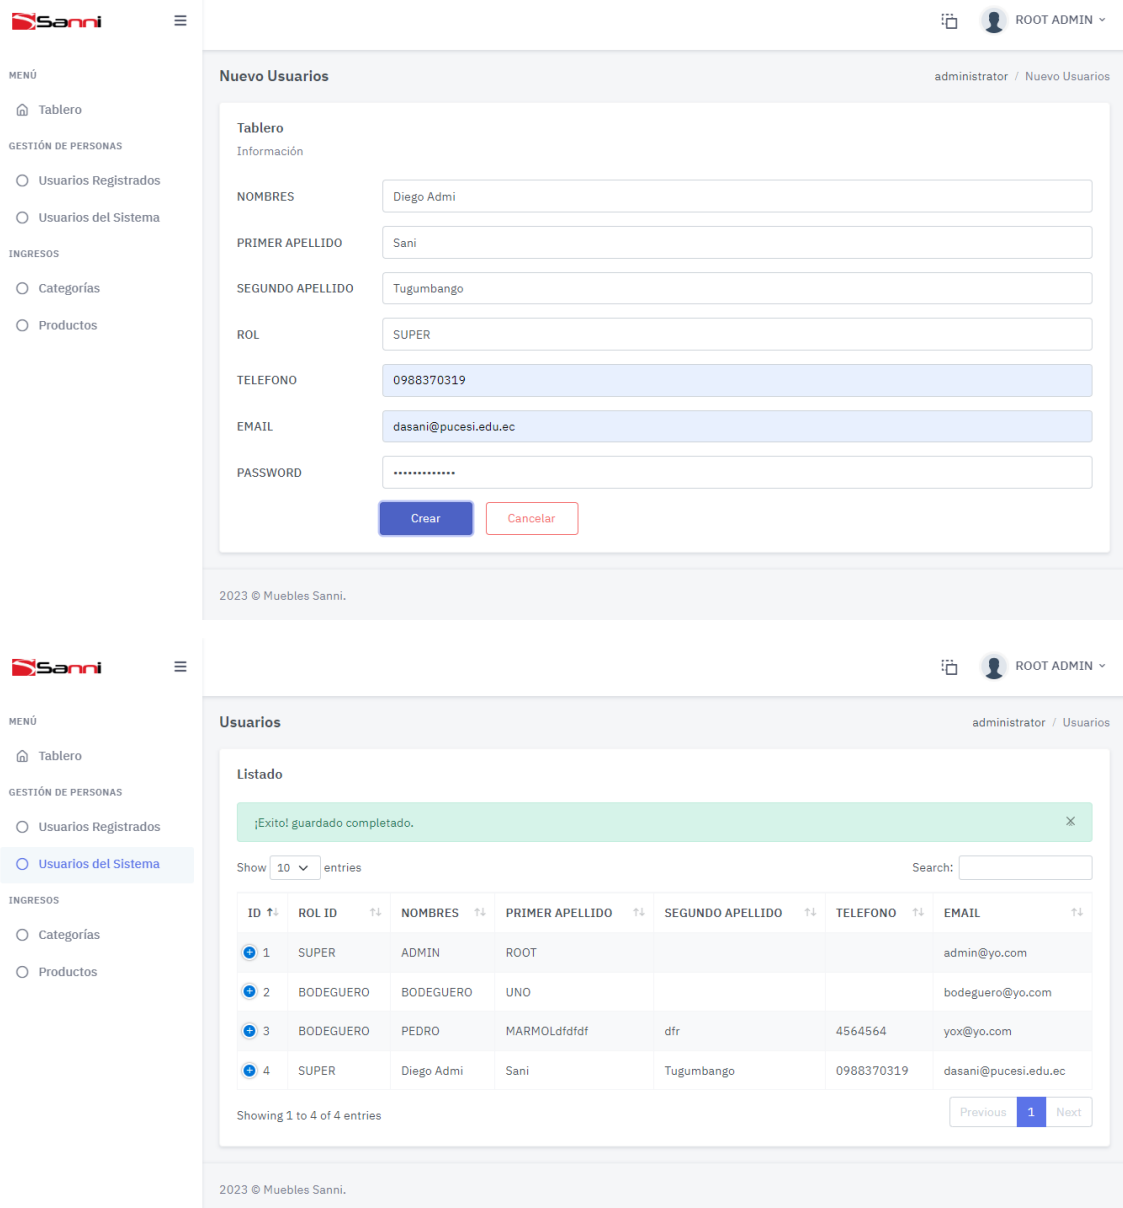 Sanni
ROOT ADMIN
MENÚ
Tablero
GESTIÓN DE PERSONAS
Usuarios Registrados
Usuarios del Sistema
INGRESOS
Categorías
Productos
Nuevo Usuarios
administrator / Nuevo Usuarios
Tablero
Información
NOMBRES Diego Admi
PRIMER APELLIDO Sani
SEGUNDO APELLIDO Tugumbango
ROL SUPER
TELEFONO 0988370319
EMAIL dasani@pucesi.edu.ec
PASSWORD •••••••••••••
Crear Cancelar
2023 © Muebles Sanni.
Sanni
ROOT ADMIN
MENÚ
Tablero
GESTIÓN DE PERSONAS
Usuarios Registrados
Usuarios del Sistema
INGRESOS
Categorías
Productos
Usuarios
administrator / Usuarios
Listado
¡Exito! guardado completado.
Show 10 entries
Search:
ID ROL ID NOMBRES PRIMER APELLIDO SEGUNDO APELLIDO TELEFONO EMAIL
1 SUPER ADMIN ROOT admin@yo.com
2 BODEGUERO BODEGUERO UNO bodeguero@yo.com
3 BODEGUERO PEDRO MARMOLdfdfdf dfr 4564564 yox@yo.com
4 SUPER Diego Admi Sani Tugumbango 0988370319 dasani@pucesi.edu.ec
Showing 1 to 4 of 4 entries
Previous 1 Next
2023 © Muebles Sanni.